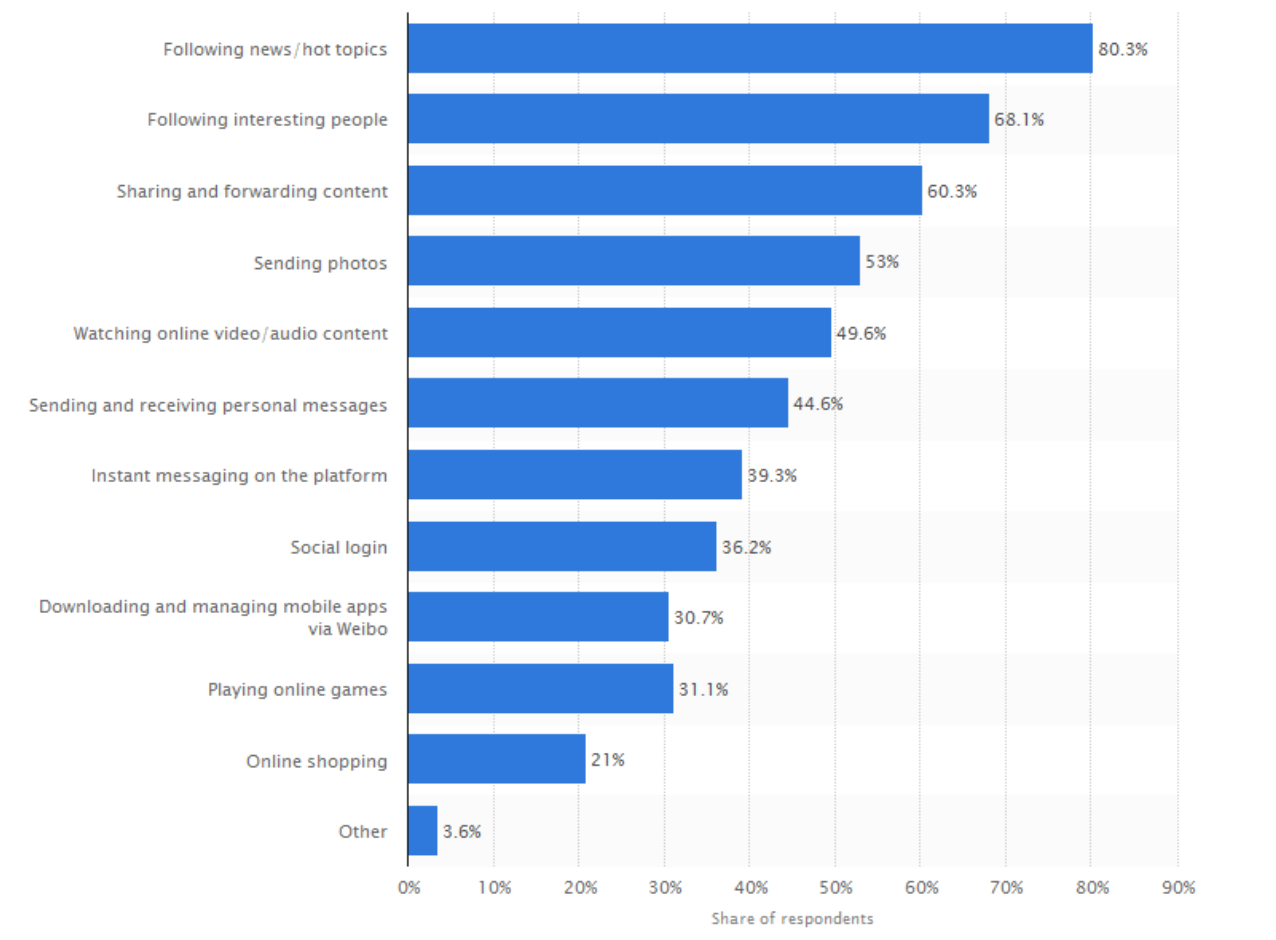 Following news/hot topics 80.3%
Following interesting people 68.1%
Sharing and forwarding content 60.3%
Sending photos 53%
Watching online video/audio content 49.6%
Sending and receiving personal messages 44.6%
Instant messaging on the platform 39.3%
Social login 36.2%
Downloading and managing mobile apps
via Weibo 30.7%
Playing online games 31.1%
Online shopping 21%
Other 3.6%
0% 10% 20% 30% 40% 50% 60% 70% 80% 90%
Share of respondents